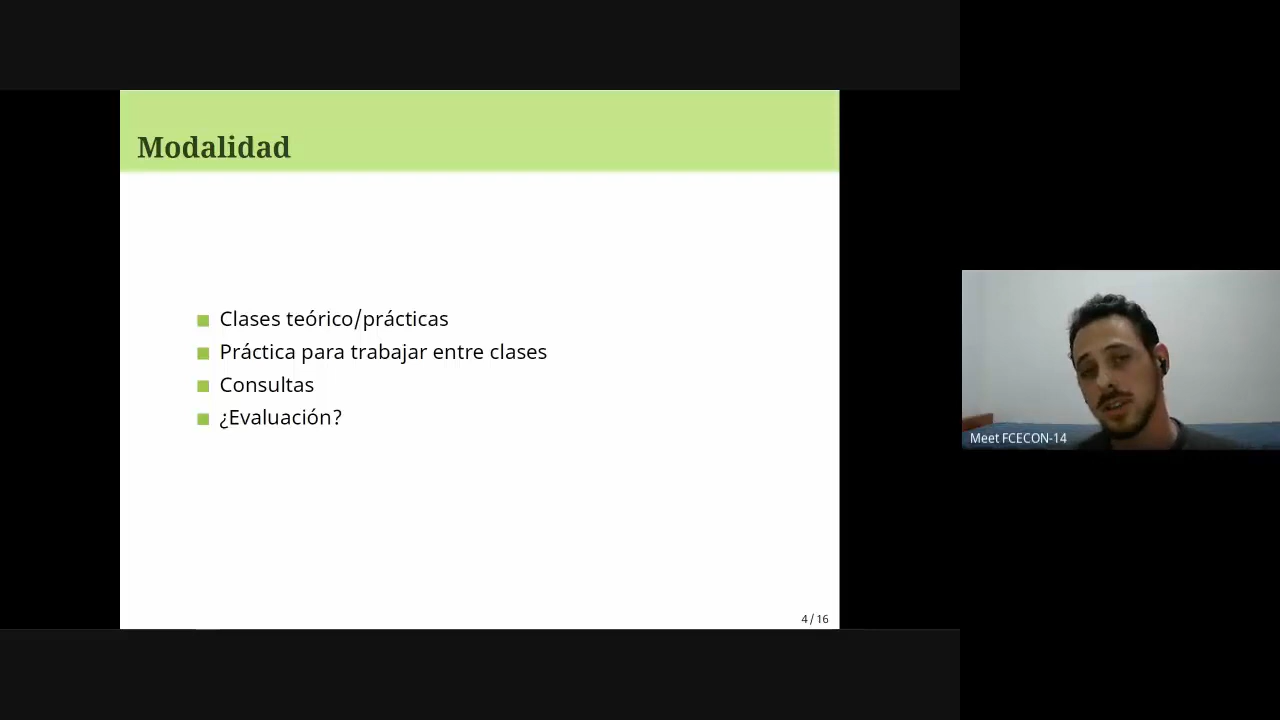 Modalidad
Clases teórico/prácticas
Práctica para trabajar entre clases
Consultas
¿Evaluación?
4 / 16
Meet FCECON-14